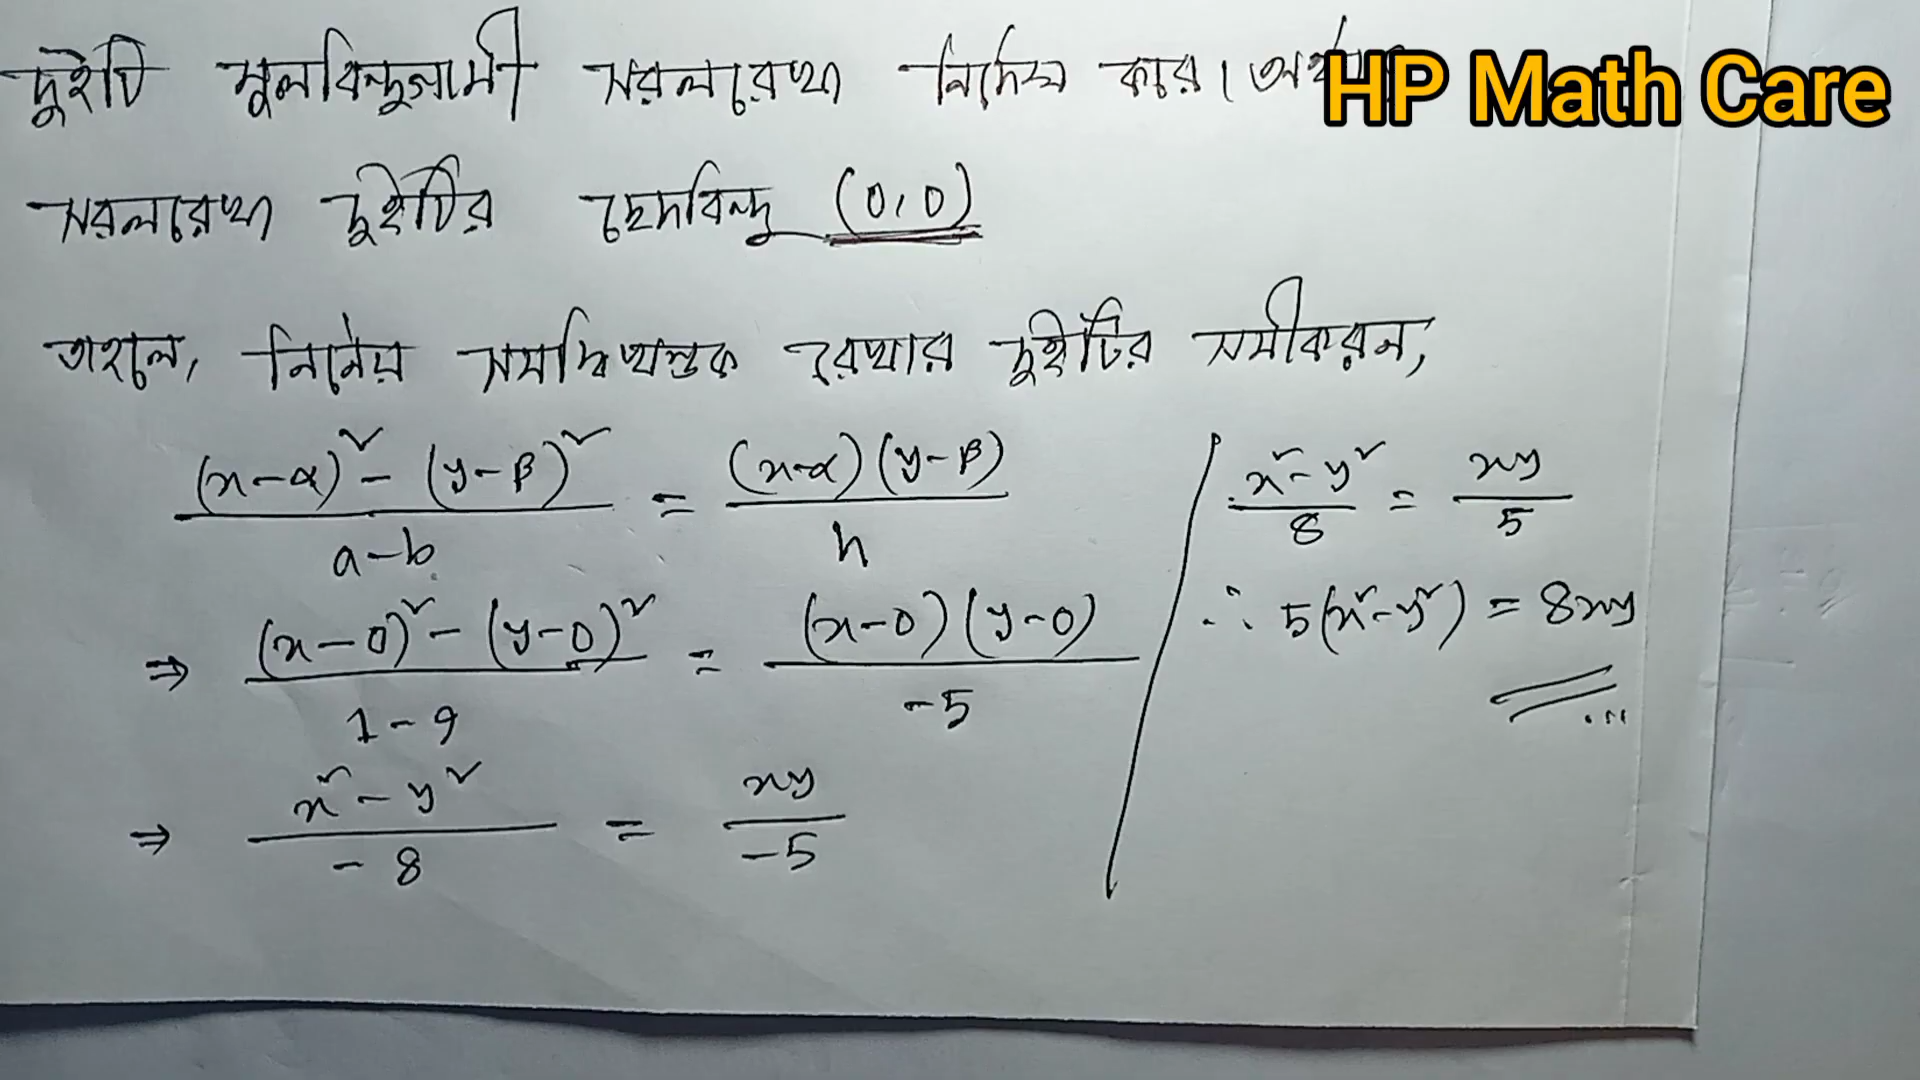 দুইটি মূলবিন্দুগামী সরলরেখা নির্দেশ করে। অর্থাৎ
HP Math Care
সরলরেখা দুইটির ছেদবিন্দু (0,0)
তাহলে, নির্নেয় সমদ্বিখন্ডক রেখার দুইটির সমীকরন,
(x-α)² - (y-β)² / a-b = (x-α)(y-β) / h
⇒ (x-0)² - (y-0)² / 1-9 = (x-0)(y-0) / -5
⇒ x² - y² / -8 = xy / -5
x² - y² / 8 = xy / 5
∴ 5(x²-y²) = 8xy